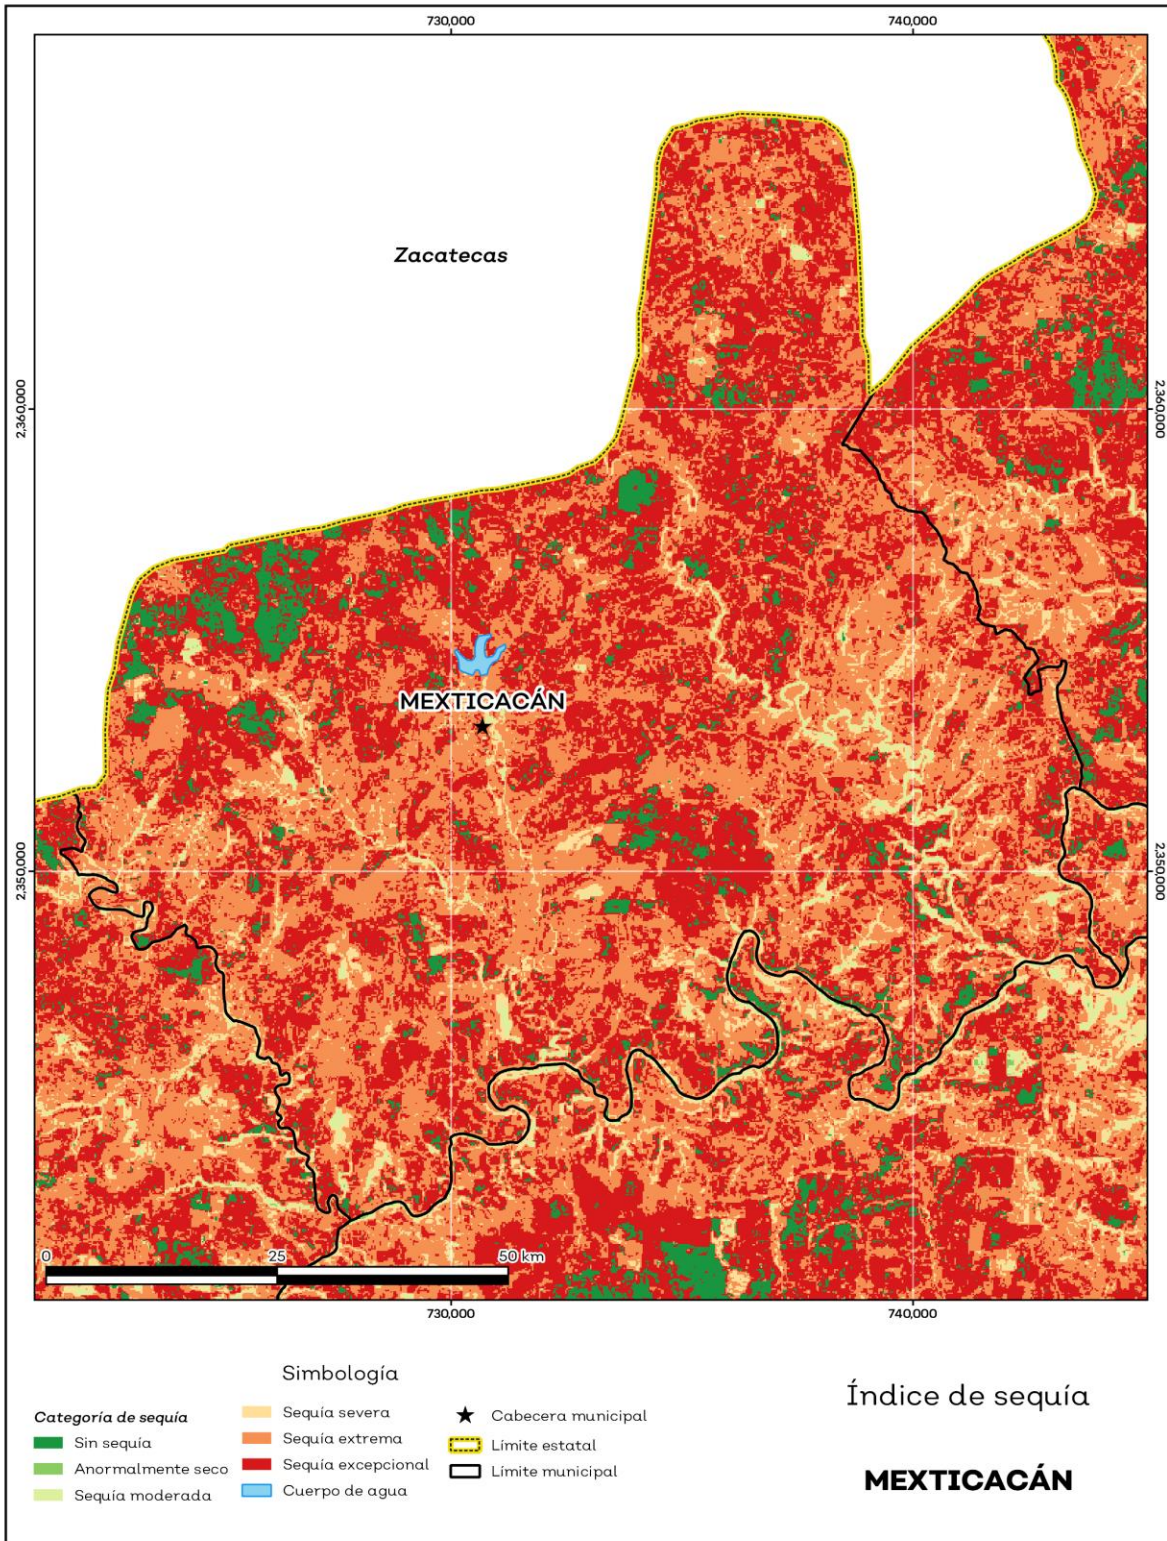 730,000
740,000
Zacatecas
2,360,000
2,360,000
MEXTICACÁN
2,350,000
2,350,000
0
25
50 km
730,000
740,000
Simbología
Categoría de sequía
Sin sequía
Anormalmente seco
Sequía moderada
Sequía severa
Sequía extrema
Sequía excepcional
Cuerpo de agua
Cabecera municipal
Límite estatal
Límite municipal
Índice de sequía
MEXTICACÁN